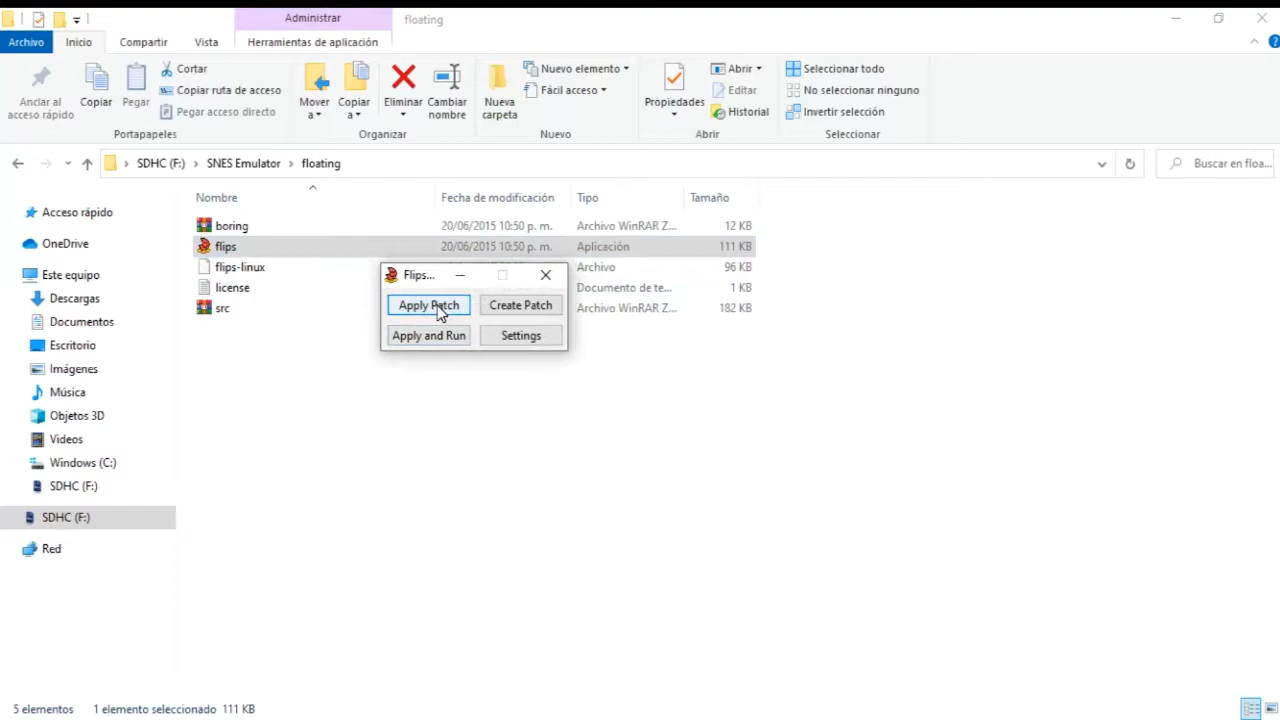 Administrar floating
Archivo Inicio Compartir Vista Herramientas de aplicación
Anclar al acceso rápido
Copiar
Pegar
Cortar
Copiar ruta de acceso
Pegar acceso directo
Portapapeles
Mover a
Copiar a
Eliminar
Cambiar nombre
Organizar
Nueva carpeta
Nuevo elemento
Fácil acceso
Nuevo
Propiedades
Abrir
Editar
Historial
Abrir
Seleccionar todo
No seleccionar ninguno
Invertir selección
Seleccionar
SDHC (F:) SNES Emulator floating
Buscar en floa...
Nombre Fecha de modificación Tipo Tamaño
boring 20/06/2015 10:50 p. m. Archivo WinRAR Z... 12 KB
flips 20/06/2015 10:50 p. m. Aplicación 111 KB
flips-linux Archivo 96 KB
license Documento de te... 1 KB
src Archivo WinRAR Z... 182 KB
Flips...
Apply Patch Create Patch
Apply and Run Settings
Acceso rápido
OneDrive
Este equipo
Descargas
Documentos
Escritorio
Imágenes
Música
Objetos 3D
Videos
Windows (C:)
SDHC (F:)
SDHC (F:)
Red
5 elementos 1 elemento seleccionado 111 KB